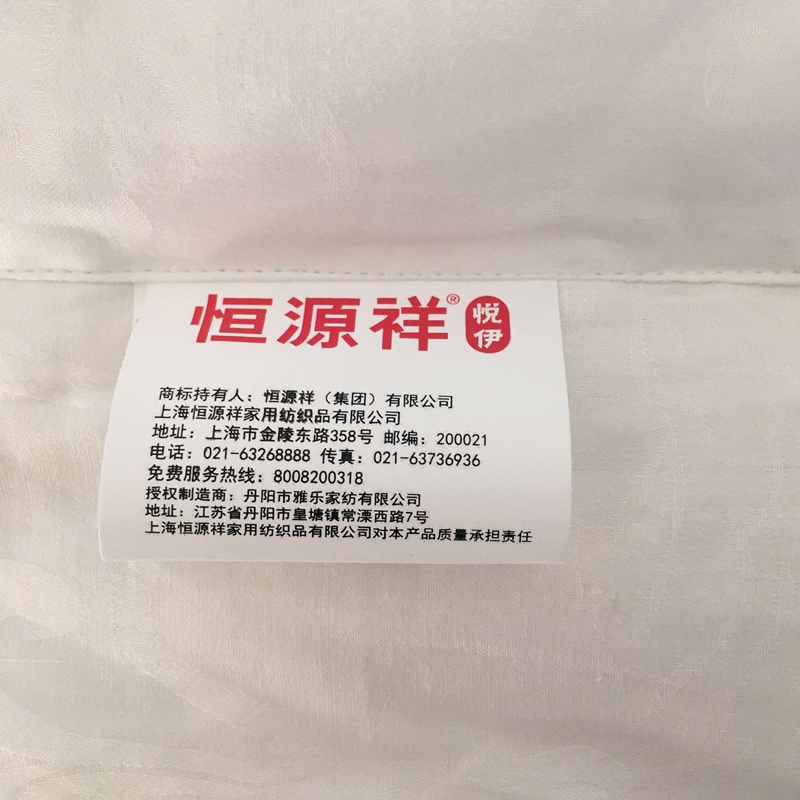 恒源祥® 悦伊
商标持有人：恒源祥（集团）有限公司
上海恒源祥家用纺织品有限公司
地址：上海市金陵东路358号 邮编：200021
电话：021-63268888 传真：021-63736936
免费服务热线：8008200318
授权制造商：丹阳市雅乐家纺有限公司
地址：江苏省丹阳市皇塘镇常溧西路7号
上海恒源祥家用纺织品有限公司对本产品质量承担责任